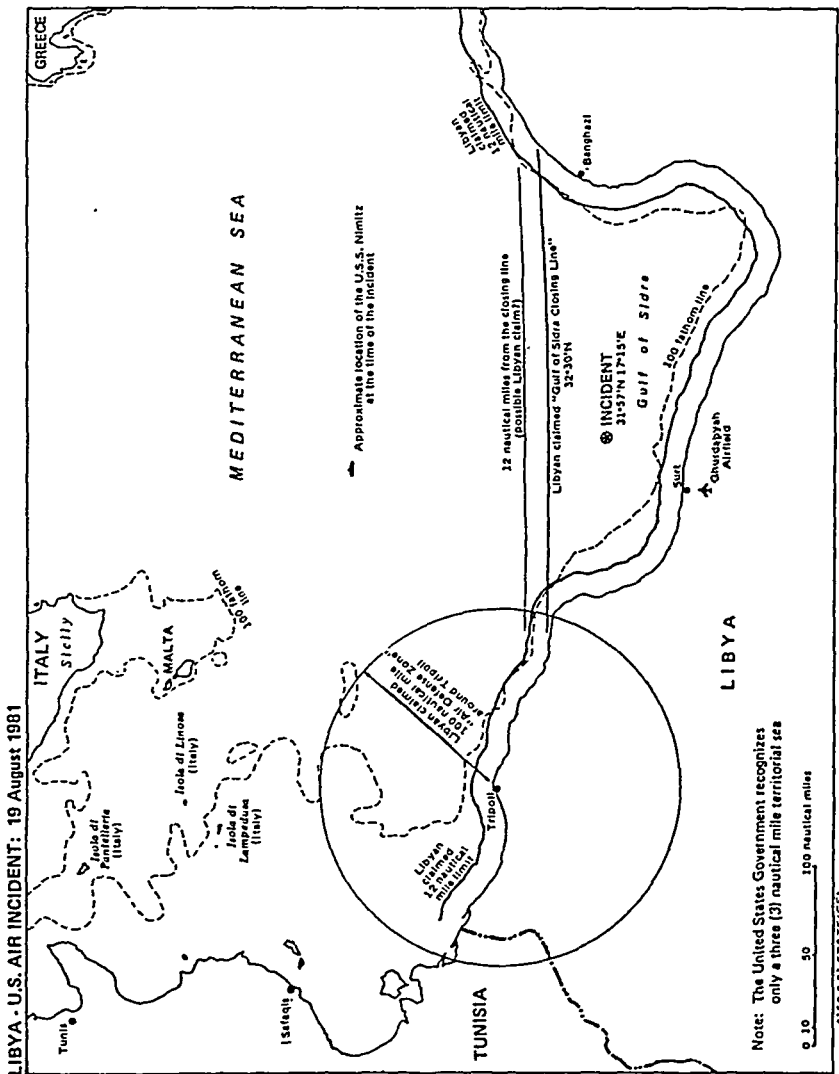 LIBYA - U.S. AIR INCIDENT: 19 August 1981
Tunis
Isola di
Pantelleria
(Italy)
ITALY
Sicily
GREECE
MALTA
Isola di Linosa
(Italy)
Isola di
Lampedusa
(Italy)
100 fathom
line
MEDITERRANEAN SEA
Safaqis
Approximate location of the U.S.S. Nimitz
at the time of the incident
TUNISIA
Libyan claimed
100 nautical mile
"Air Defense Zone"
around Tripoli
Libyan
claimed
12 nautical
mile limit
Tripoli
Libyan
claimed
12 nautical
mile limit
12 nautical miles from the closing line
(possible Libyan claim?)
Libyan claimed "Gulf of Sidra Closing Line"
32°30'N
Banghazi
INCIDENT
31°57'N 17°15'E
Gulf of Sidra
100 fathom line
Surt
Ghurdabyah
Airfield
LIBYA
Note: The United States Government recognizes
only a three (3) nautical mile territorial sea
0 10 50 100 nautical miles